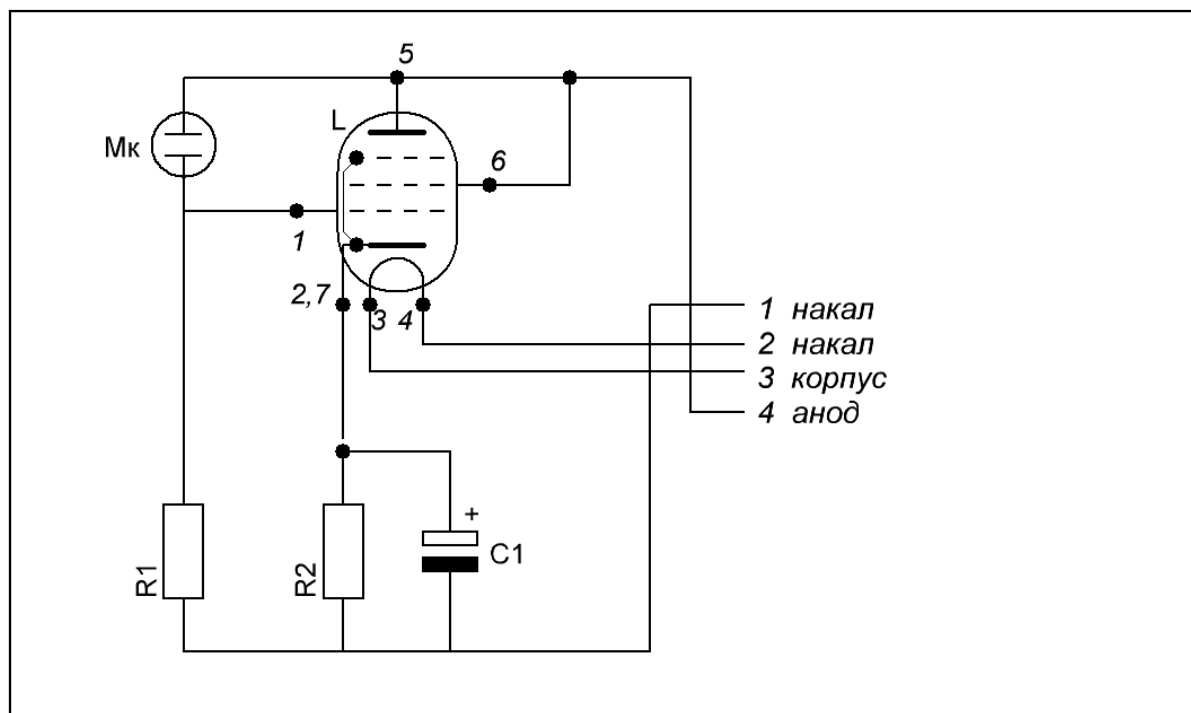 5
L
Мк
6
1
2,7
3
4
1 накал
2 накал
3 корпус
4 анод
+
C1
R1
R2